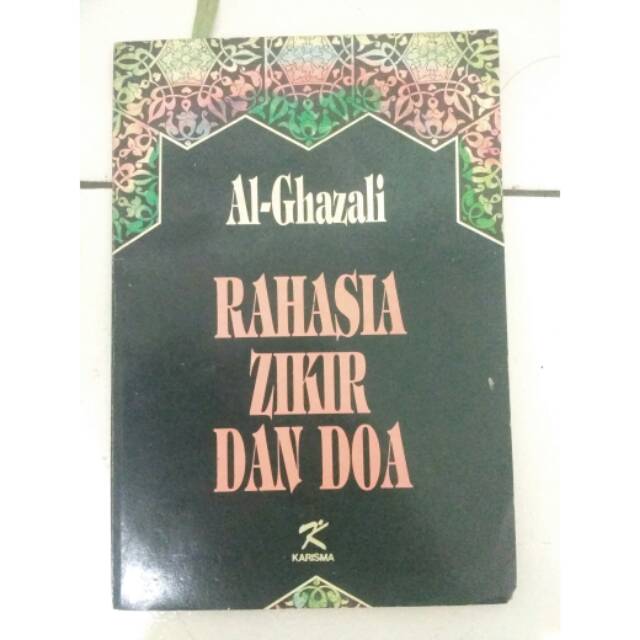 Al-Ghazali
RAHASIA
ZIKIR
DAN DOA
KARISMA